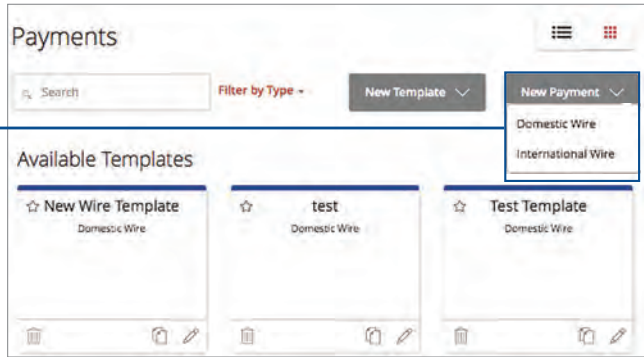 Payments
Search
Filter by Type
New Template
New Payment
Domestic Wire
International Wire
Available Templates
New Wire Template
Domestic Wire
test
Domestic Wire
Test Template
Domestic Wire